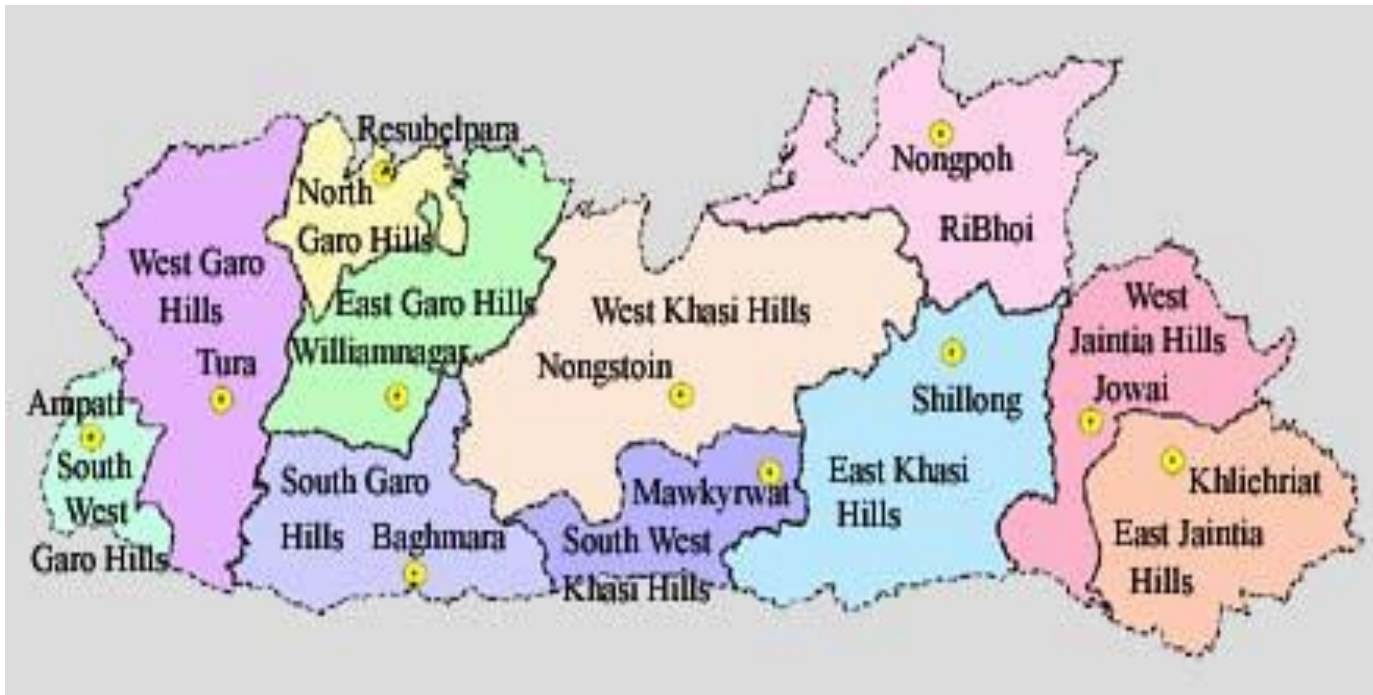 Resubelpara
North
Garo Hills
West Garo
Hills
Tura
East Garo Hills
Williamnagar
Ampati
South
West
Garo Hills
South Garo
Hills
Baghmara
West Khasi Hills
Nongstoin
Mawkyrwat
South West
Khasi Hills
Nongpoh
RiBhoi
Shillong
East Khasi
Hills
West
Jaintia Hills
Jowai
Khliehriat
East Jaintia
Hills